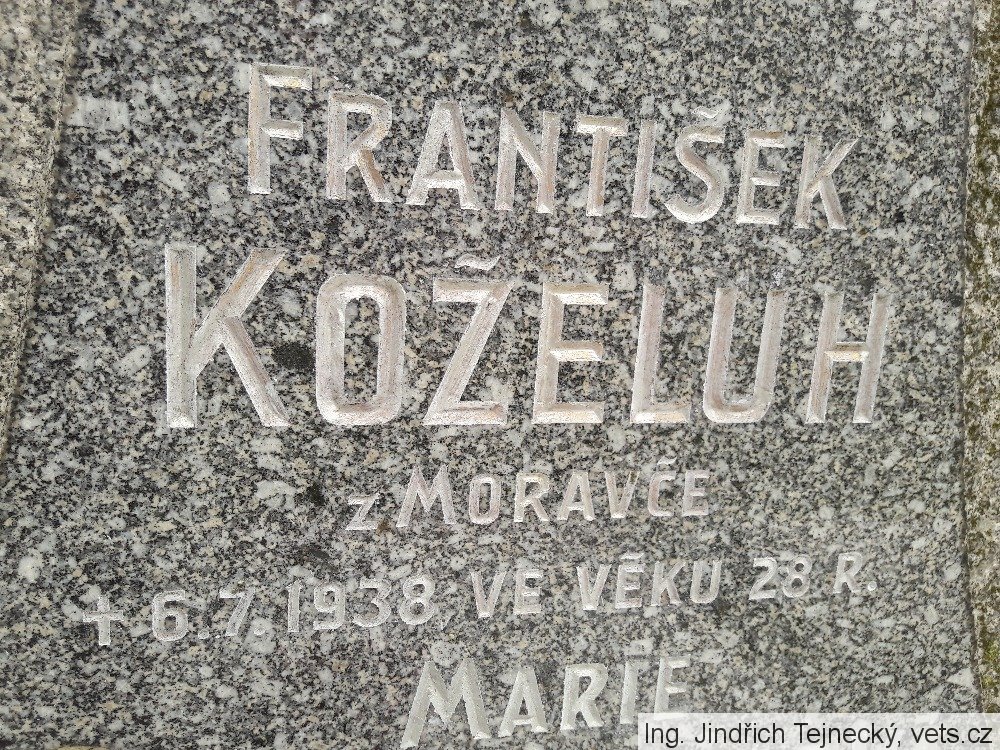 FRANTIŠEK
KOŽELUH
z MORAVČE
+ 6.7.1938 VE VĚKU 28 R.
MARIE
Ing. Jindřich Tejnecký, vets.cz